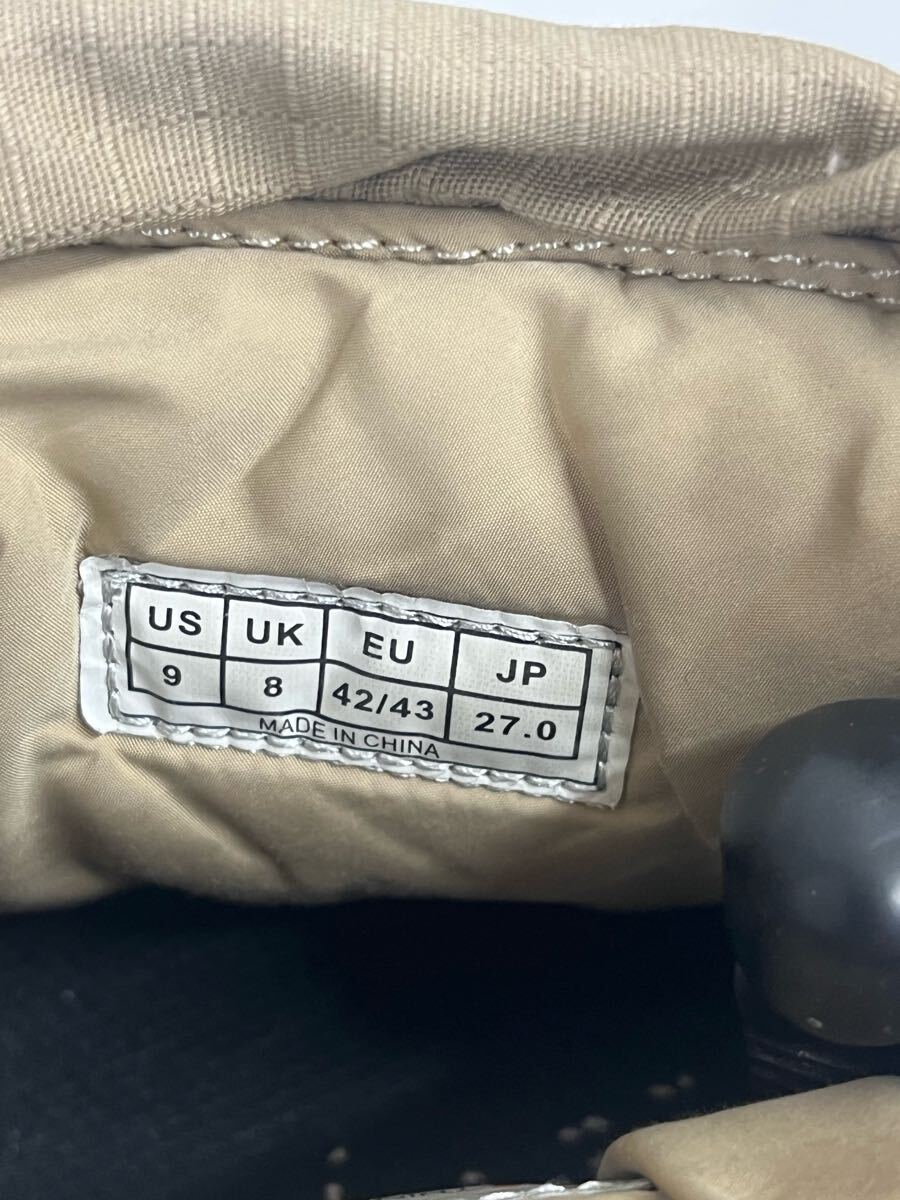 US UK EU JP
9 8 42/43 27.0
MADE IN CHINA